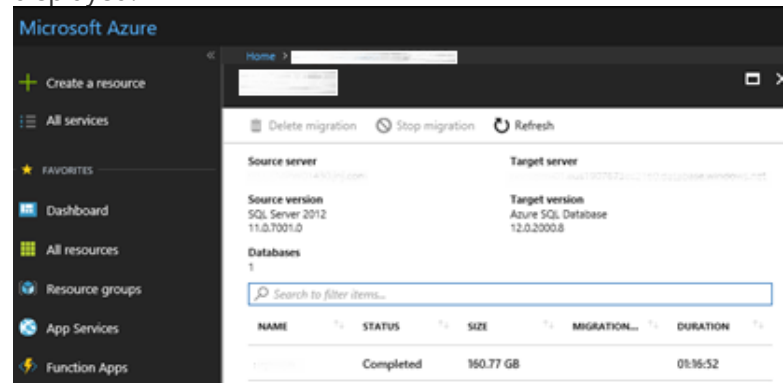 Microsoft Azure
Home >
Create a resource
All services
FAVORITES
Dashboard
All resources
Resource groups
App Services
Function Apps
Delete migration Stop migration Refresh
Source server Target server
Source version Target version
SQL Server 2012 Azure SQL Database
11.0.7001.0 12.0.2000.8
Databases
1
Search to filter items...
NAME STATUS SIZE MIGRATION... DURATION
Completed 160.77 GB 01:16:52